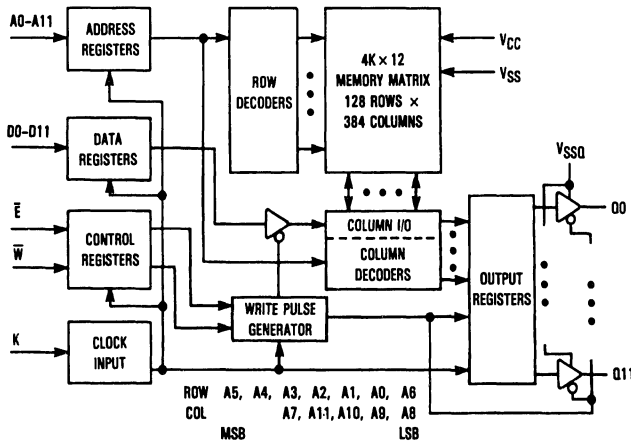 A0-A11
ADDRESS
REGISTERS
ROW
DECODERS
4K × 12
MEMORY MATRIX
128 ROWS ×
384 COLUMNS
VCC
VSS
D0-D11
DATA
REGISTERS
VSSQ
E̅
W̅
CONTROL
REGISTERS
COLUMN I/O
COLUMN
DECODERS
OUTPUT
REGISTERS
Q0
WRITE PULSE
GENERATOR
K
CLOCK
INPUT
Q11
ROW A5, A4, A3, A2, A1, A0, A6
COL A7, A11, A10, A9, A8
MSB LSB